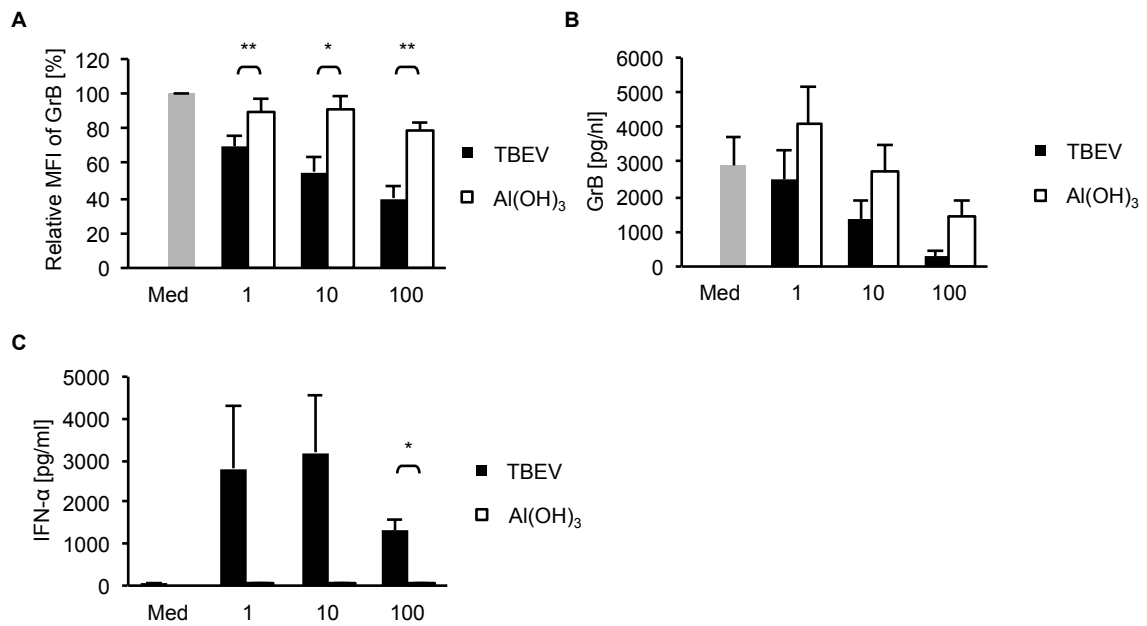 A
Relative MFI of GrB [%]
120
100
80
60
40
20
0
** * **
Med 1 10 100
TBEV
Al(OH)₃
B
GrB [pg/nl]
6000
5000
4000
3000
2000
1000
0
Med 1 10 100
TBEV
Al(OH)₃
C
IFN-α [pg/ml]
5000
4000
3000
2000
1000
0
*
Med 1 10 100
TBEV
Al(OH)₃